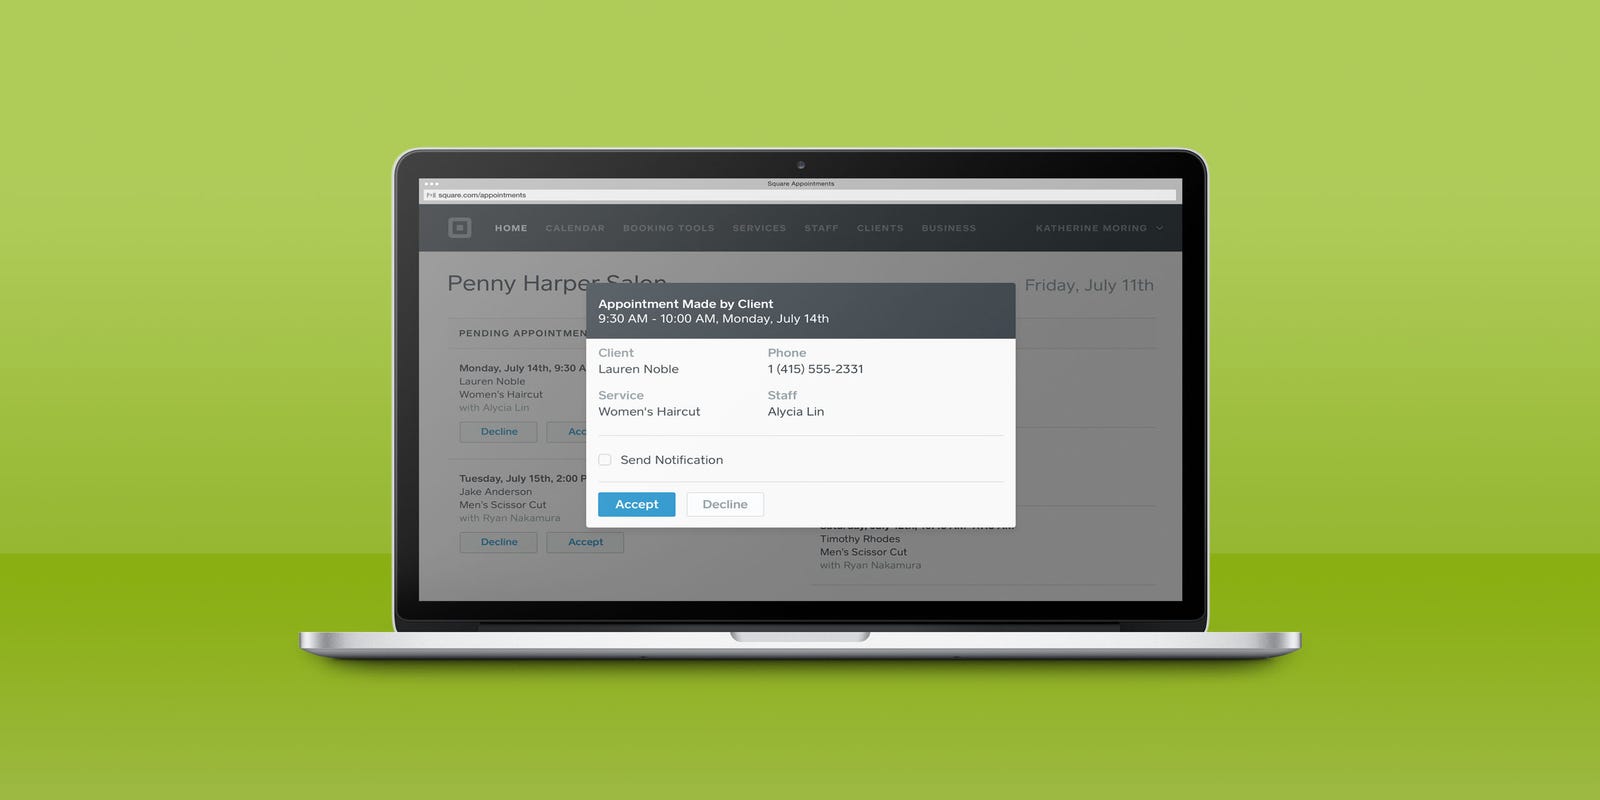 Square Appointments
square.com/appointments
HOME CALENDAR BOOKING TOOLS SERVICES STAFF CLIENTS BUSINESS KATHERINE MORING
Penny Harper Salon
Friday, July 11th
PENDING APPOINTMEN
Monday, July 14th, 9:30 A
Lauren Noble
Women's Haircut
with Alycia Lin
Decline Acc
Tuesday, July 15th, 2:00 P
Jake Anderson
Men's Scissor Cut
with Ryan Nakamura
Decline Accept
Appointment Made by Client
9:30 AM - 10:00 AM, Monday, July 14th
Client Phone
Lauren Noble 1 (415) 555-2331
Service Staff
Women's Haircut Alycia Lin
Send Notification
Accept Decline
Timothy Rhodes
Men's Scissor Cut
with Ryan Nakamura